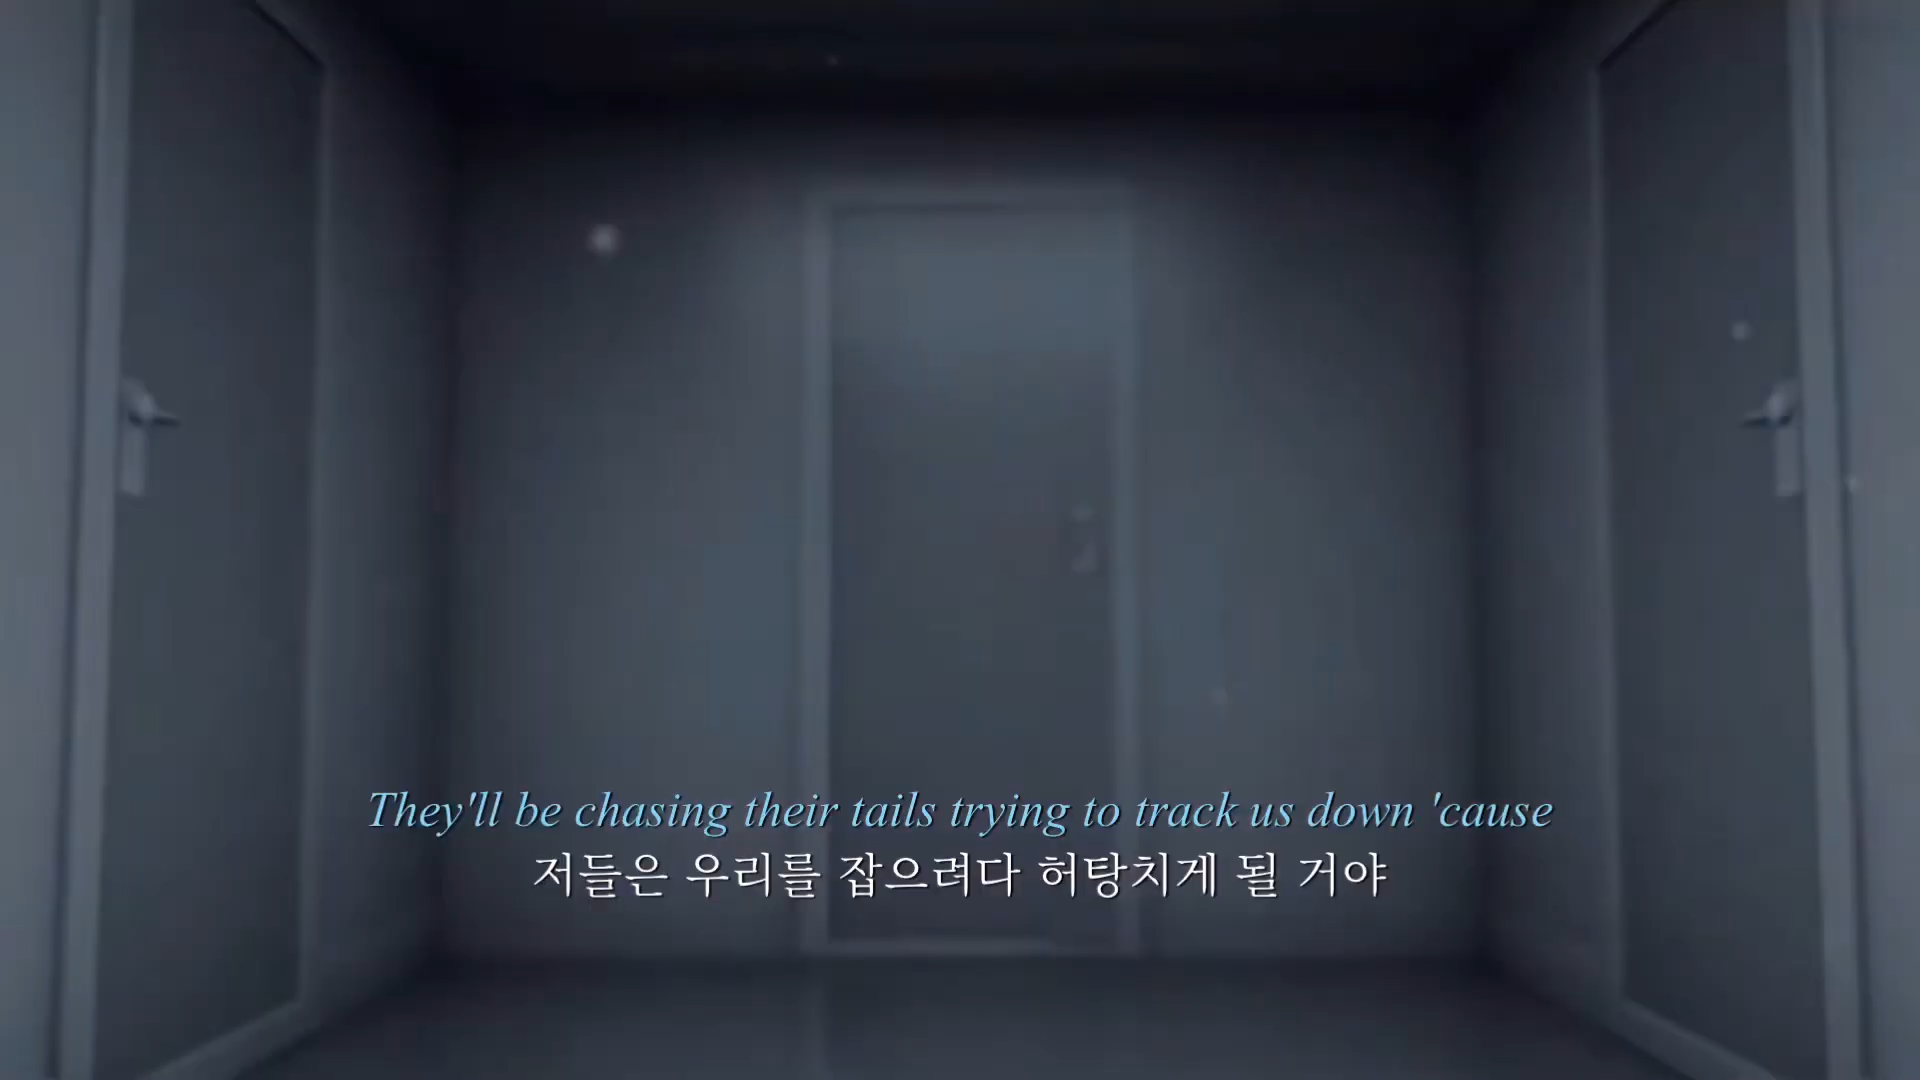 They'll be chasing their tails trying to track us down 'cause
저들은 우리를 잡으려다 허탕치게 될 거야